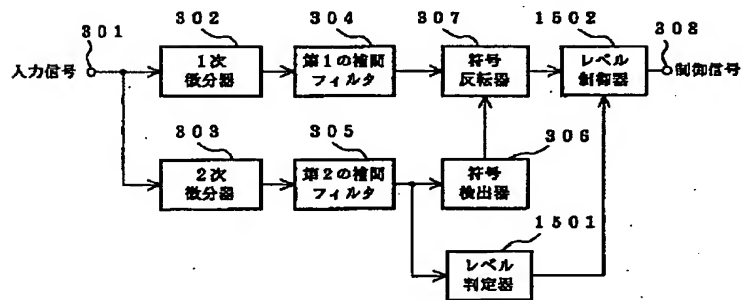 301
302
304
307
1502
308
入力信号
1次
微分器
第1の補間
フィルタ
符号
反転器
レベル
制御器
制御信号
303
305
306
2次
微分器
第2の補間
フィルタ
符号
検出器
1501
レベル
判定器